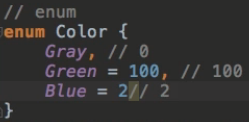 // enum
enum Color {
    Gray, // 0
    Green = 100, // 100
    Blue = 2// 2
}